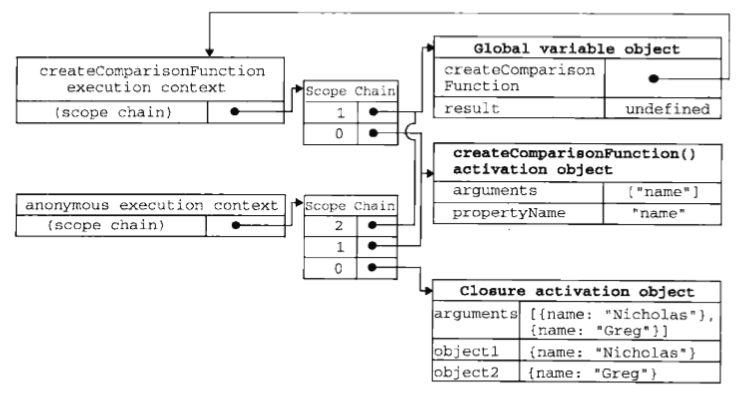 createComparisonFunction
execution context
(scope chain)
Scope Chain
1
0
Global variable object
createComparison
Function
result
undefined
createComparisonFunction()
activation object
arguments
["name"]
propertyName
"name"
anonymous execution context
(scope chain)
Scope Chain
2
1
0
Closure activation object
arguments
[{name: "Nicholas"},
{name: "Greg"}]
object1
{name: "Nicholas"}
object2
{name: "Greg"}